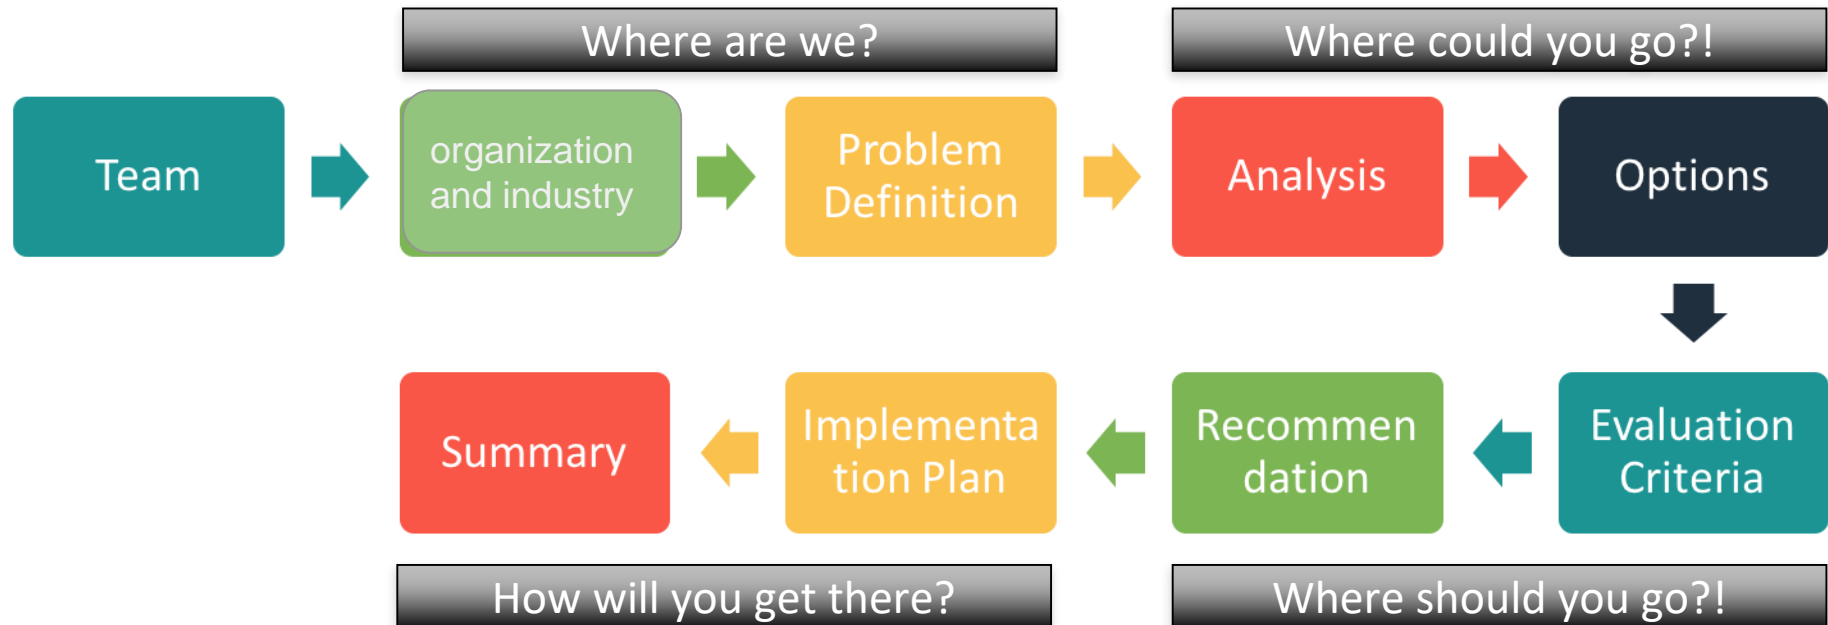 Where are we?
Where could you go?!
Team
organization
and industry
Problem
Definition
Analysis
Options
Summary
Implementa
tion Plan
Recommen
dation
Evaluation
Criteria
How will you get there?
Where should you go?!